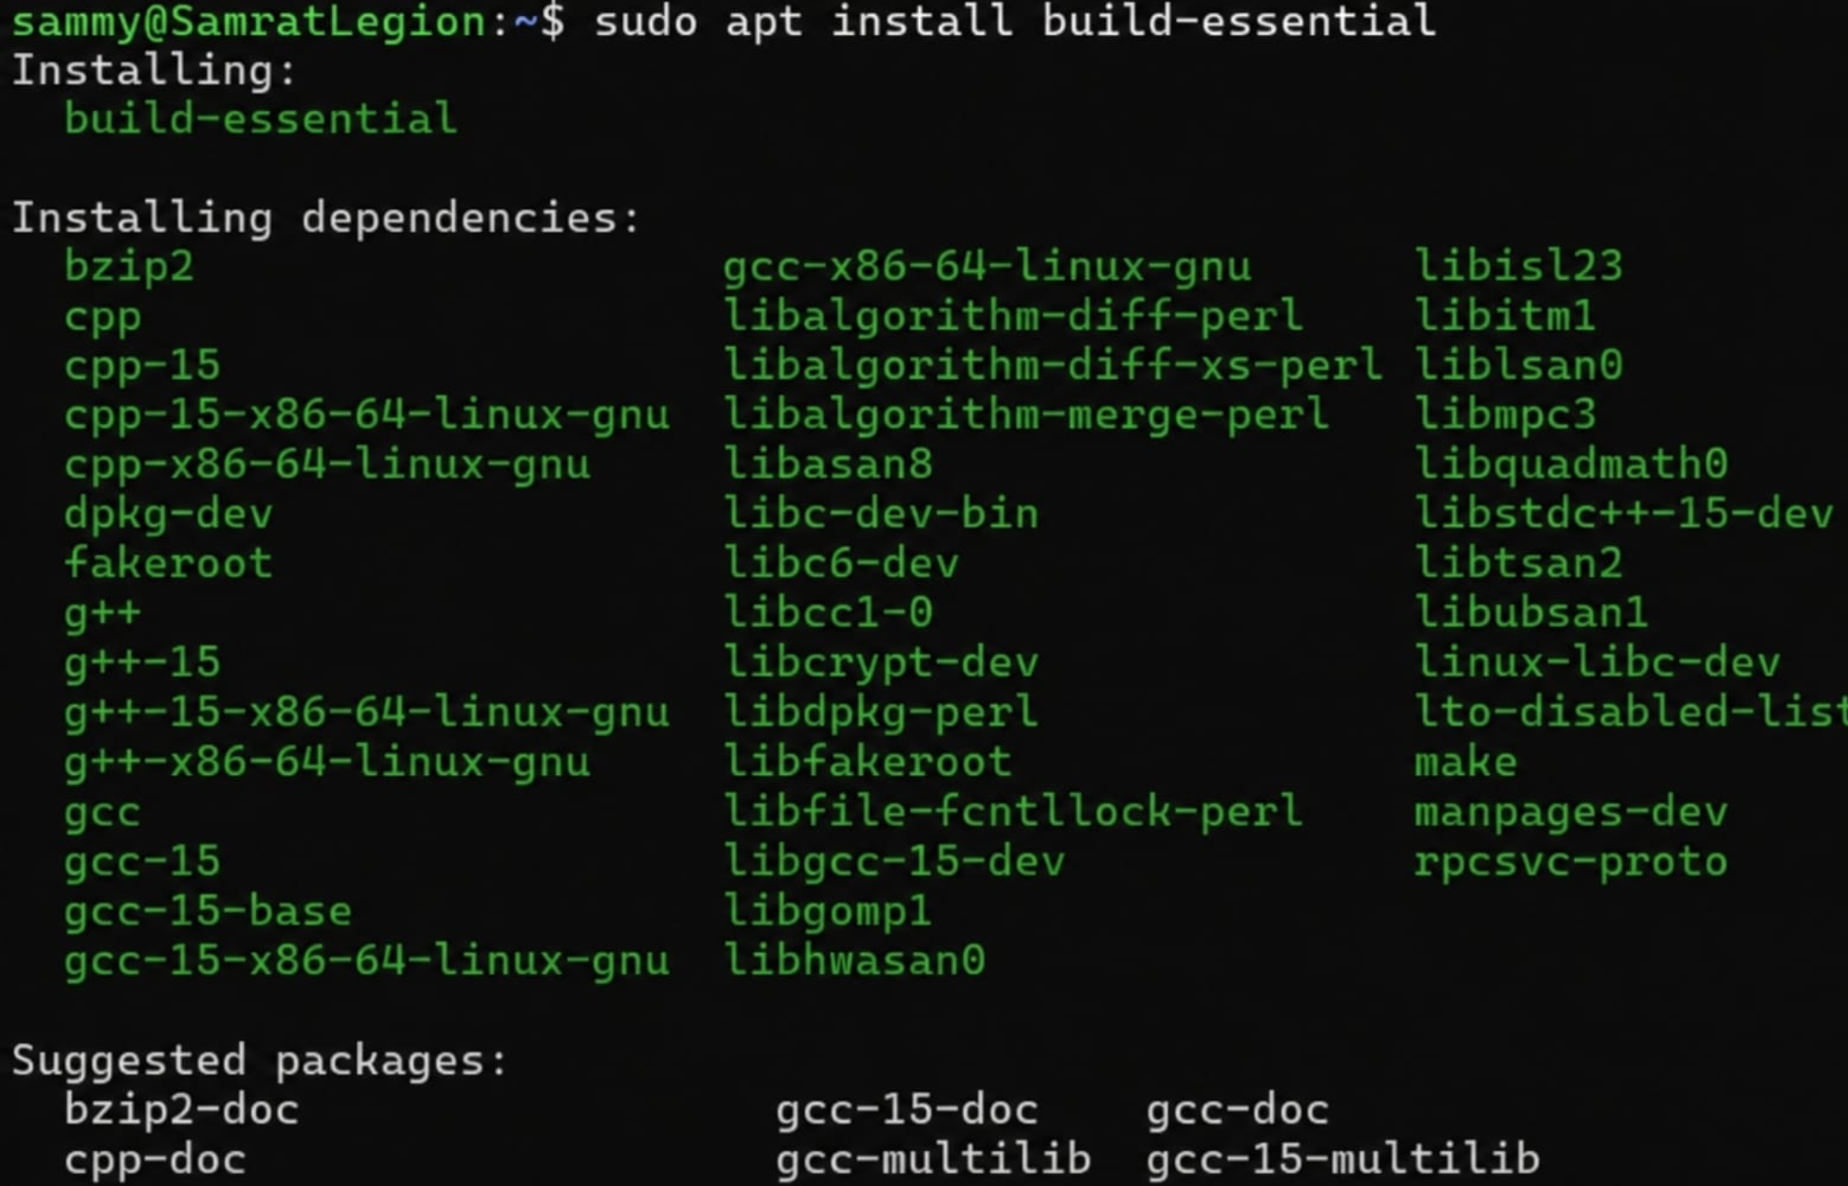 sammy@SamratLegion:~$ sudo apt install build-essential
Installing:
  build-essential

Installing dependencies:
  bzip2                    gcc-x86-64-linux-gnu       libisl23
  cpp                      libalgorithm-diff-perl     libitm1
  cpp-15                   libalgorithm-diff-xs-perl  liblsan0
  cpp-15-x86-64-linux-gnu  libalgorithm-merge-perl    libmpc3
  cpp-x86-64-linux-gnu     libasan8                   libquadmath0
  dpkg-dev                 libc-dev-bin               libstdc++-15-dev
  fakeroot                 libc6-dev                  libtsan2
  g++                      libcc1-0                   libubsan1
  g++-15                   libcrypt-dev               linux-libc-dev
  g++-15-x86-64-linux-gnu  libdpkg-perl               lto-disabled-list
  g++-x86-64-linux-gnu     libfakeroot                make
  gcc                      libfile-fcntllock-perl     manpages-dev
  gcc-15                   libgcc-15-dev              rpcsvc-proto
  gcc-15-base              libgomp1
  gcc-15-x86-64-linux-gnu  libhwasan0

Suggested packages:
  bzip2-doc                  gcc-15-doc    gcc-doc
  cpp-doc                    gcc-multilib  gcc-15-multilib